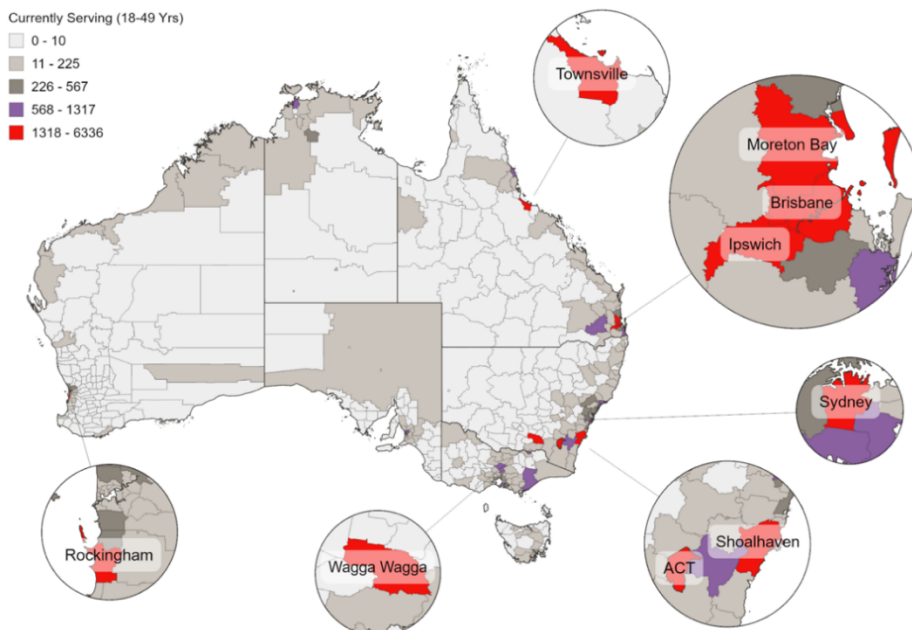 Currently Serving (18-49 Yrs)
0 - 10
11 - 225
226 - 567
568 - 1317
1318 - 6336
Townsville
Moreton Bay
Brisbane
Ipswich
Sydney
Rockingham
Wagga Wagga
Shoalhaven
ACT